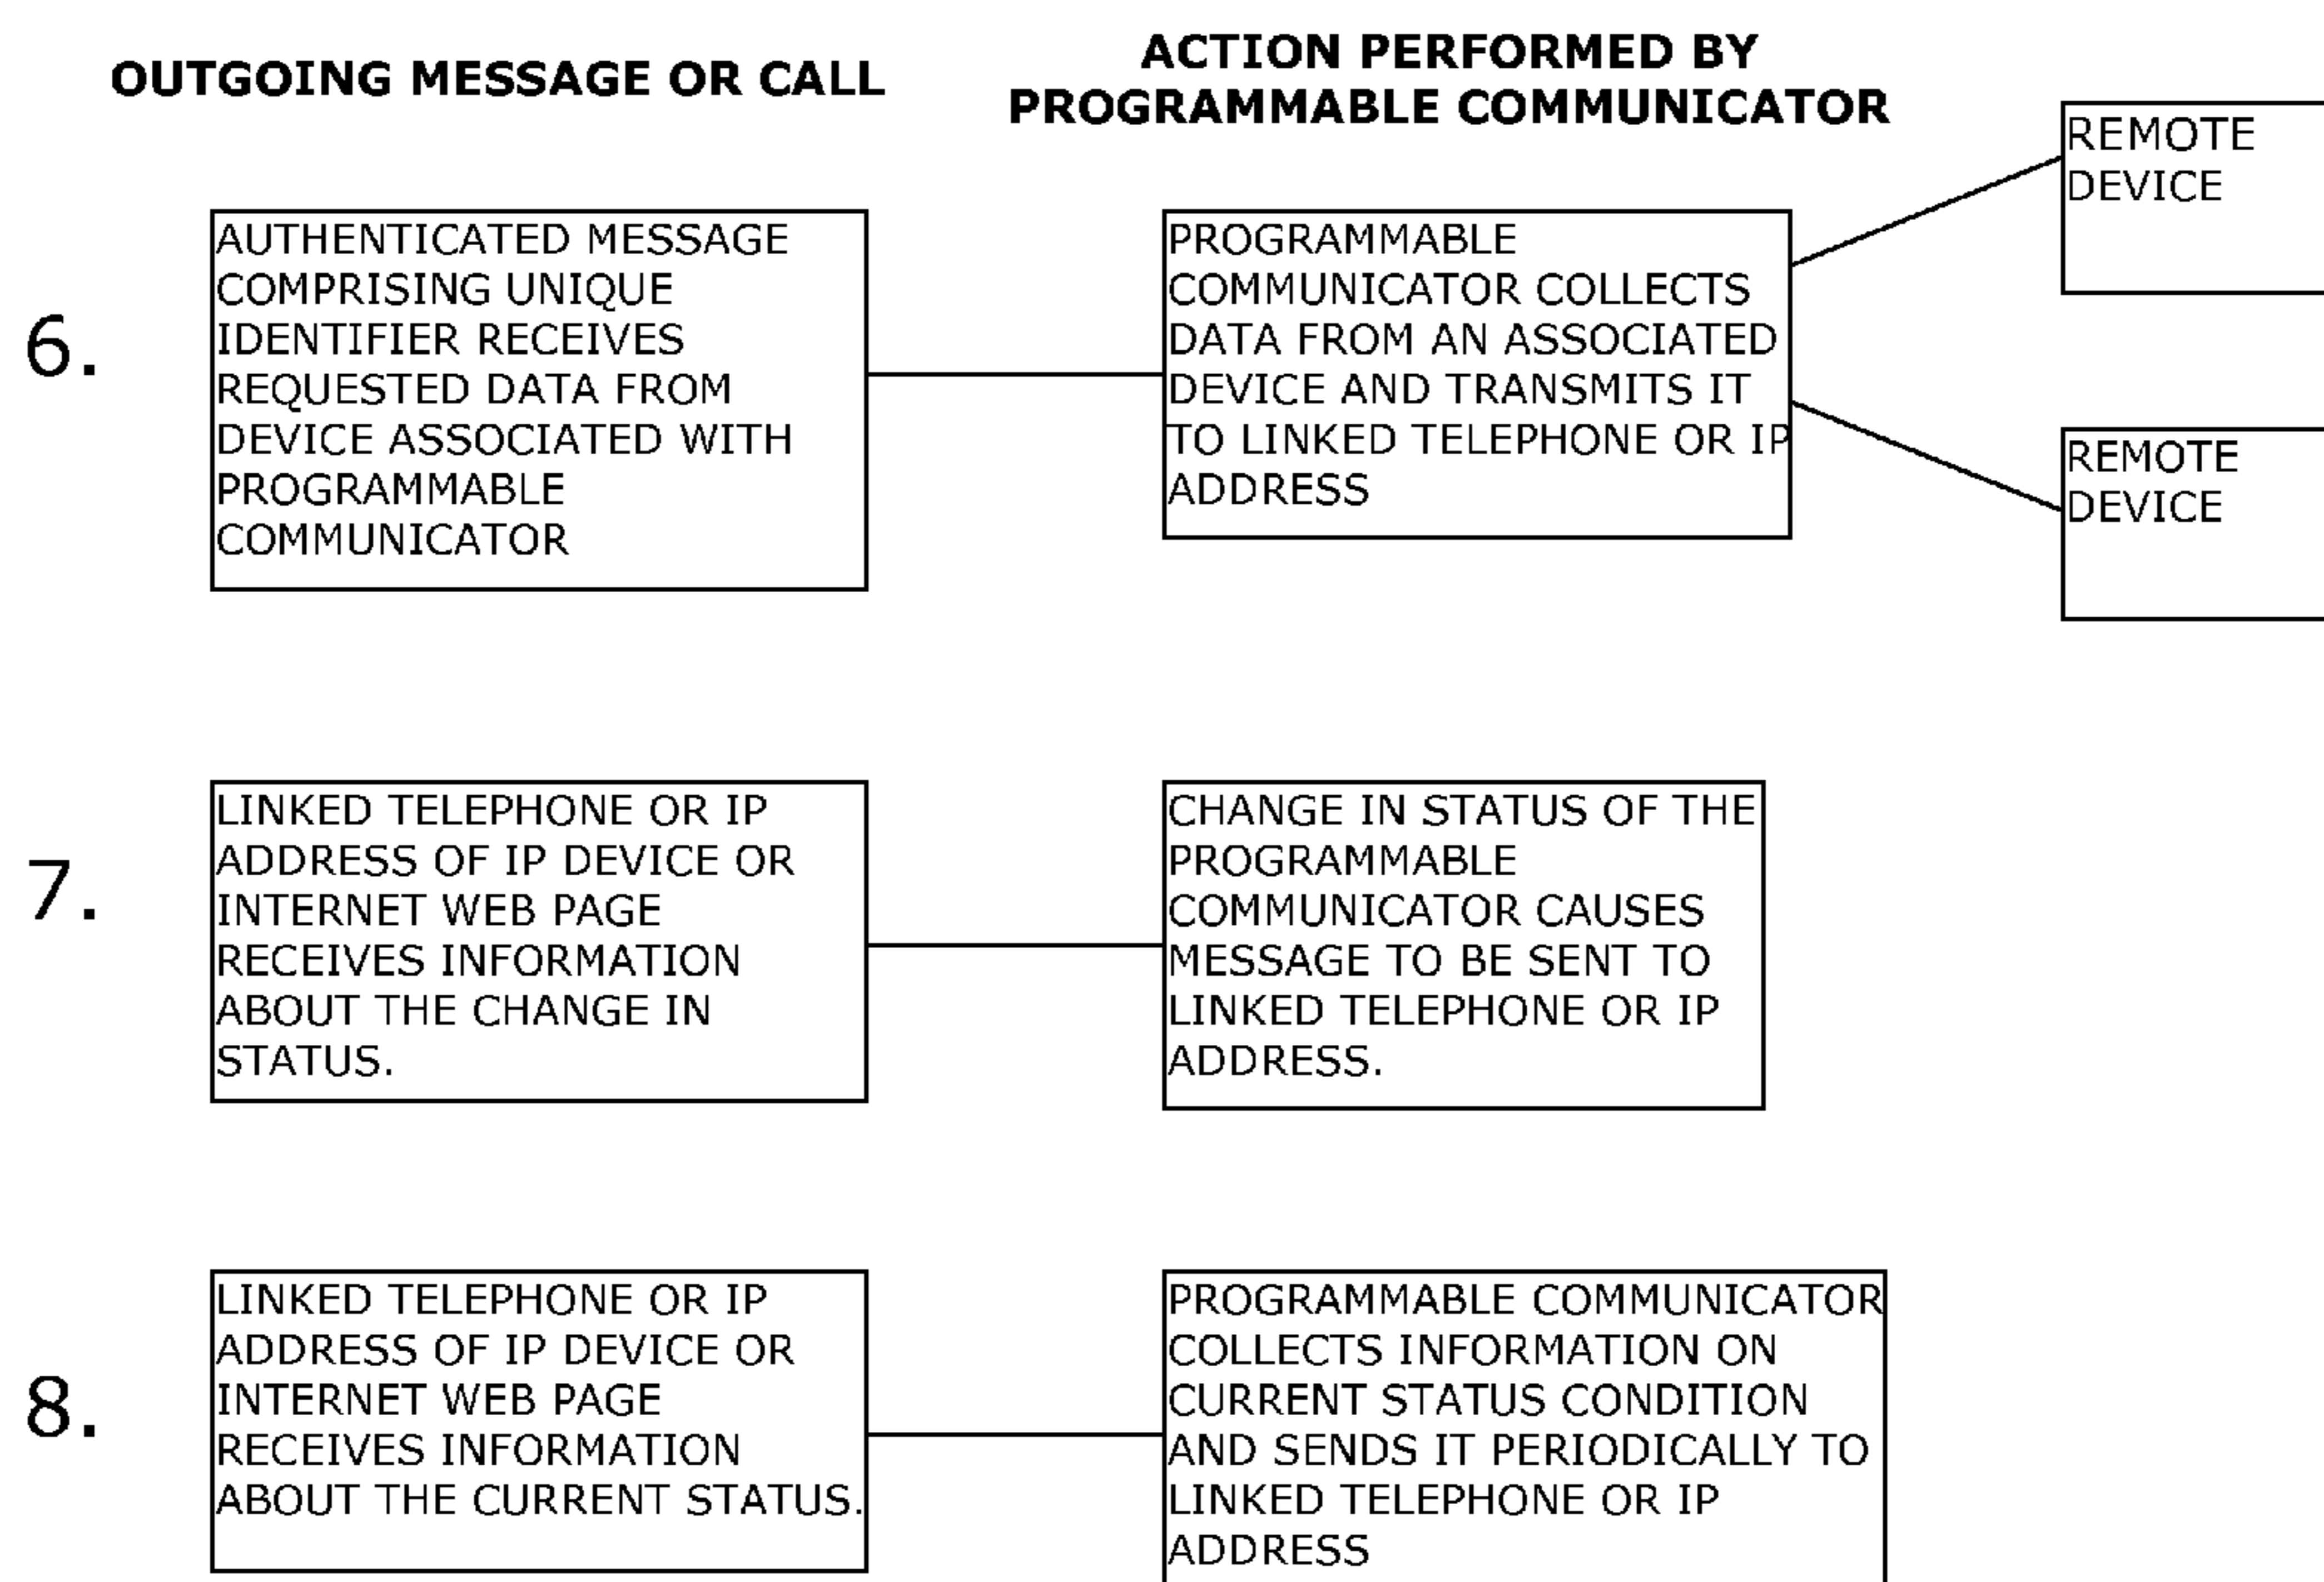 OUTGOING MESSAGE OR CALL
ACTION PERFORMED BY
PROGRAMMABLE COMMUNICATOR
6.
AUTHENTICATED MESSAGE
COMPRISING UNIQUE
IDENTIFIER RECEIVES
REQUESTED DATA FROM
DEVICE ASSOCIATED WITH
PROGRAMMABLE
COMMUNICATOR
PROGRAMMABLE
COMMUNICATOR COLLECTS
DATA FROM AN ASSOCIATED
DEVICE AND TRANSMITS IT
TO LINKED TELEPHONE OR IP
ADDRESS
REMOTE
DEVICE
REMOTE
DEVICE
7.
LINKED TELEPHONE OR IP
ADDRESS OF IP DEVICE OR
INTERNET WEB PAGE
RECEIVES INFORMATION
ABOUT THE CHANGE IN
STATUS.
CHANGE IN STATUS OF THE
PROGRAMMABLE
COMMUNICATOR CAUSES
MESSAGE TO BE SENT TO
LINKED TELEPHONE OR IP
ADDRESS.
8.
LINKED TELEPHONE OR IP
ADDRESS OF IP DEVICE OR
INTERNET WEB PAGE
RECEIVES INFORMATION
ABOUT THE CURRENT STATUS.
PROGRAMMABLE COMMUNICATOR
COLLECTS INFORMATION ON
CURRENT STATUS CONDITION
AND SENDS IT PERIODICALLY TO
LINKED TELEPHONE OR IP
ADDRESS